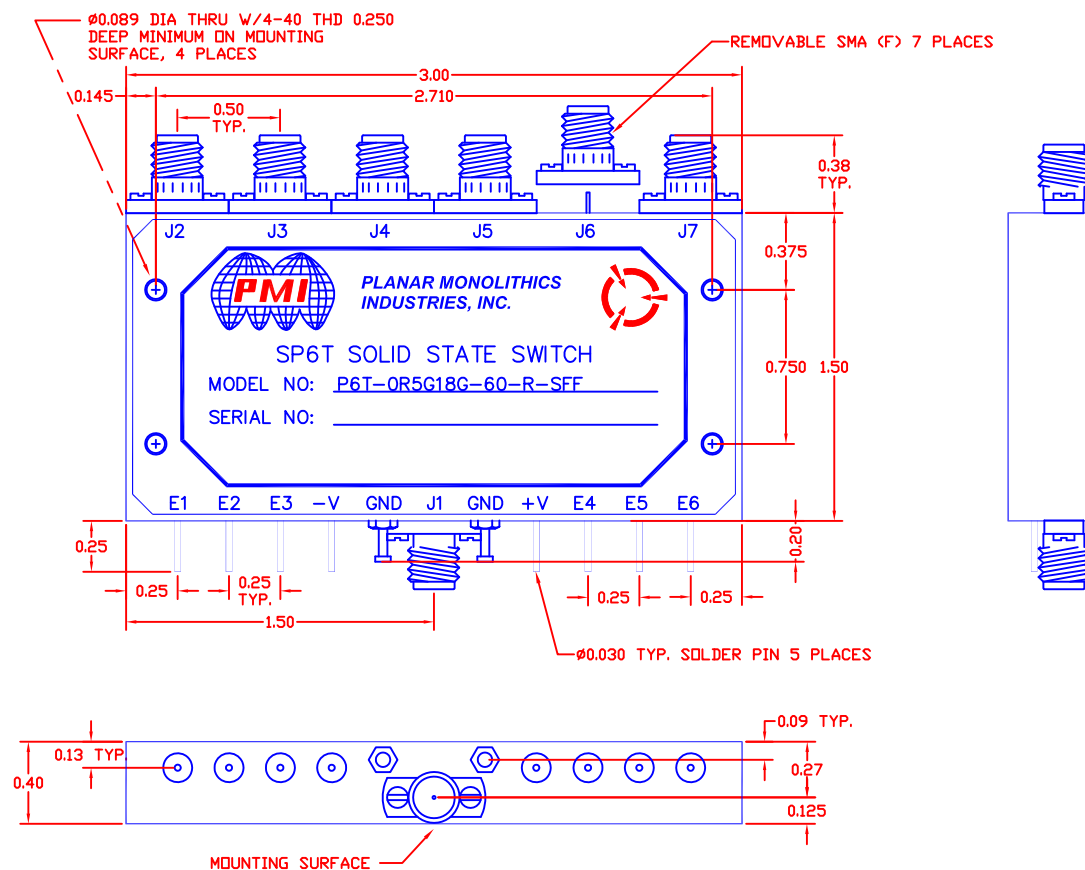 ø0.089 DIA THRU W/4-40 THD 0.250
DEEP MINIMUM ON MOUNTING
SURFACE, 4 PLACES
REMOVABLE SMA (F) 7 PLACES
3.00
0.145
2.710
0.50
TYP.
0.38
TYP.
J2 J3 J4 J5 J6 J7
0.375
PMI
PLANAR MONOLITHICS
INDUSTRIES, INC.
SP6T SOLID STATE SWITCH
0.750 1.50
MODEL NO: P6T-0R5G18G-60-R-SFF
SERIAL NO:
E1 E2 E3 -V GND J1 GND +V E4 E5 E6
0.25
0.20
0.25
0.25
TYP.
0.25
0.25
1.50
ø0.030 TYP. SOLDER PIN 5 PLACES
0.09 TYP.
0.13 TYP.
0.27
0.40
0.125
MOUNTING SURFACE